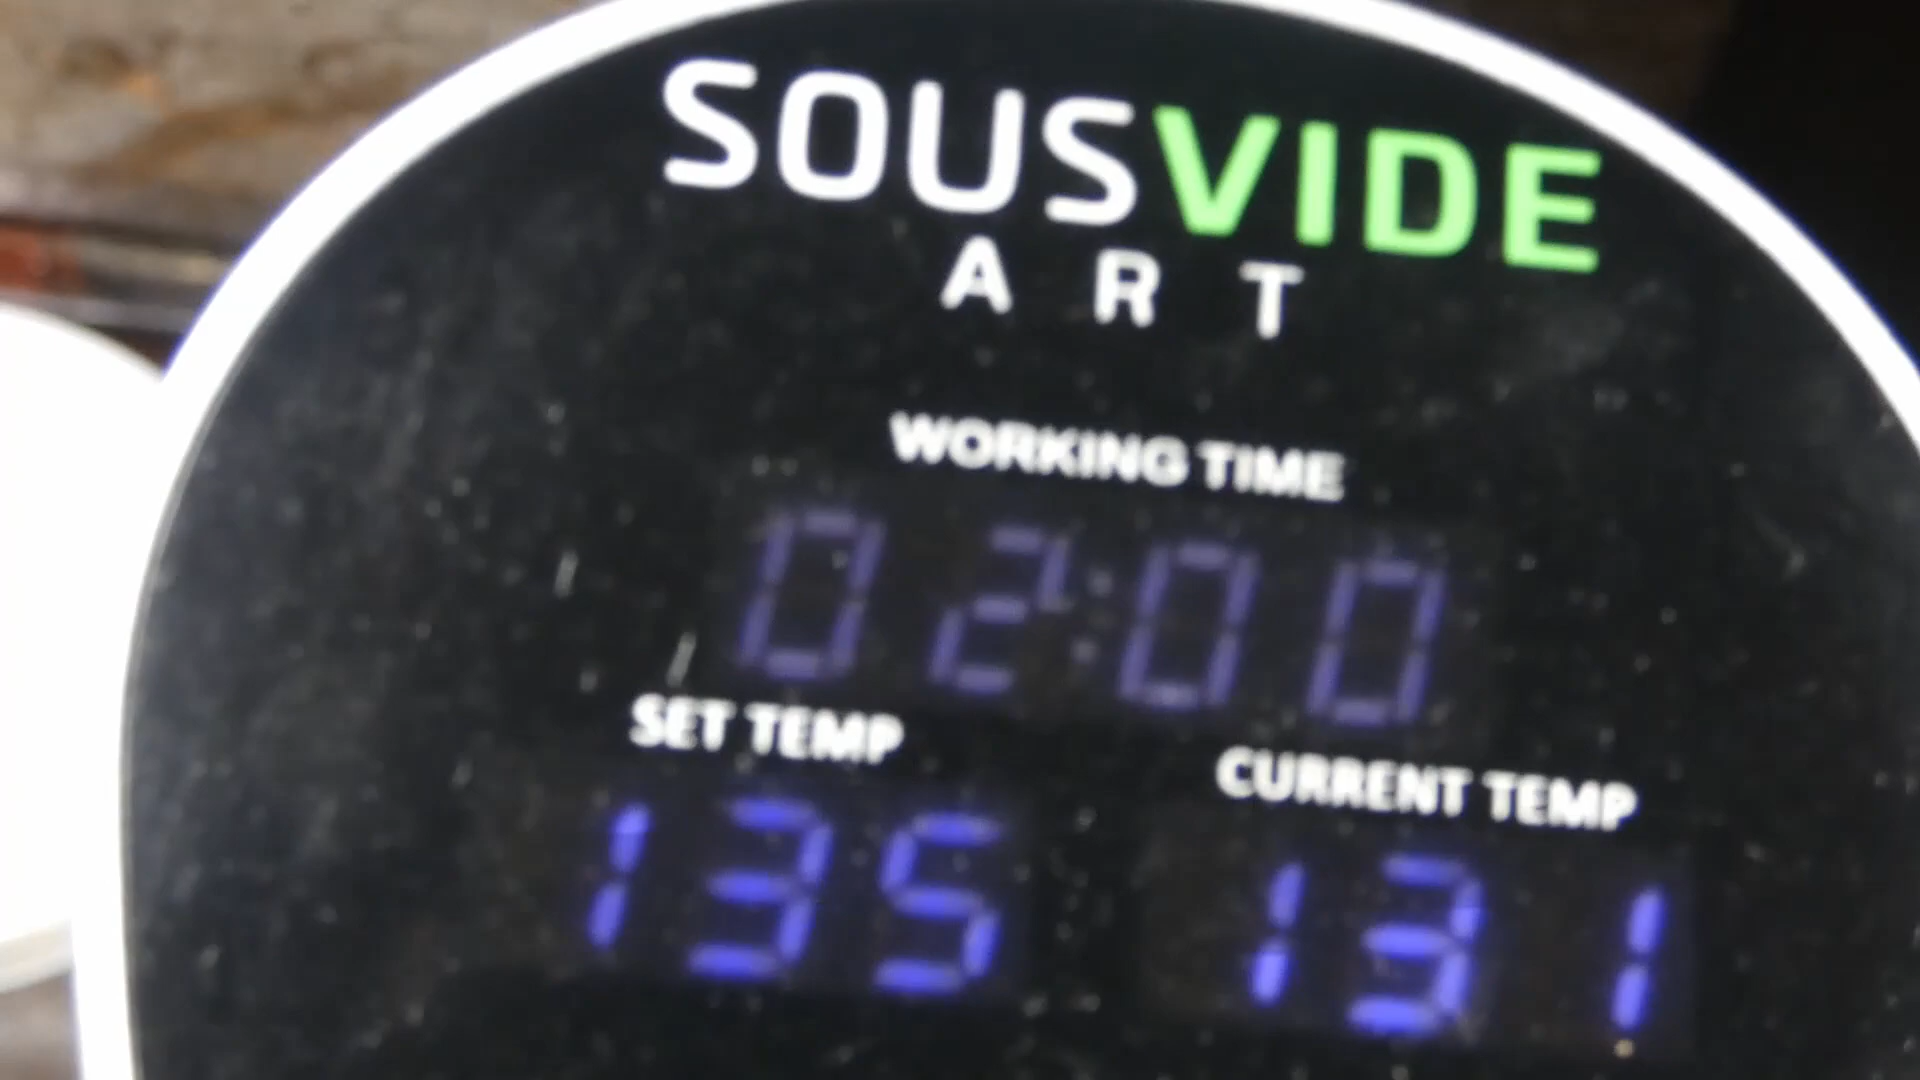 SOUSVIDE
ART
WORKING TIME
02:00
SET TEMP
CURRENT TEMP
135
131